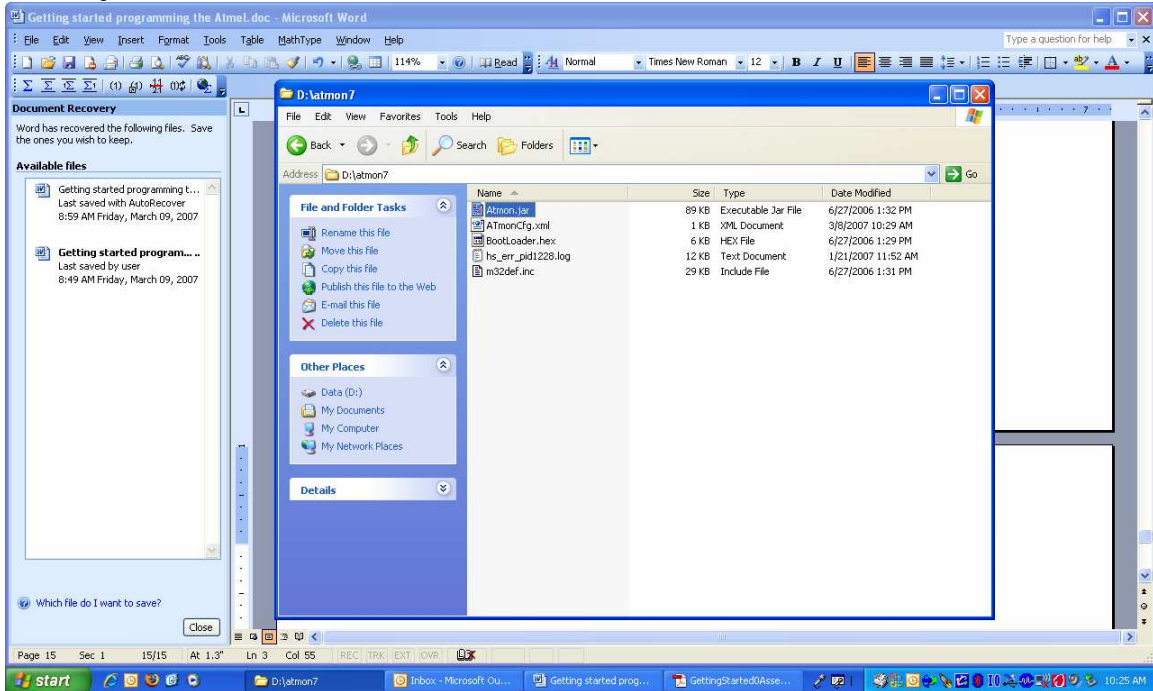 Getting started programming the Atmel.doc - Microsoft Word
File Edit View Insert Format Tools Table MathType Window Help
Type a question for help
114%
Read
Normal
Times New Roman
12
B I U
Document Recovery
Word has recovered the following files. Save
the ones you wish to keep.
Available files
Getting started programming t...
Last saved with AutoRecover
8:59 AM Friday, March 09, 2007
Getting started program... ..
Last saved by user
8:49 AM Friday, March 09, 2007
Which file do I want to save?
Close
D:\atmon7
File Edit View Favorites Tools Help
Back
Search Folders
Address D:\atmon7
Go
File and Folder Tasks
Rename this file
Move this file
Copy this file
Publish this file to the Web
E-mail this file
Delete this file
Other Places
Data (D:)
My Documents
My Computer
My Network Places
Details
Name Size Type Date Modified
Atmon.jar 89 KB Executable Jar File 6/27/2006 1:32 PM
ATmonCfg.xml 1 KB XML Document 3/8/2007 10:29 AM
BootLoader.hex 6 KB HEX File 6/27/2006 1:29 PM
hs_err_pid1228.log 12 KB Text Document 1/21/2007 11:52 AM
m32def.inc 29 KB Include File 6/27/2006 1:31 PM
7
Page 15 Sec 1 15/15 At 1.3" Ln 3 Col 55 REC TRK EXT OVR
start
D:\atmon7
Inbox - Microsoft Ou...
Getting started prog...
GettingStarted0Asse...
10:25 AM